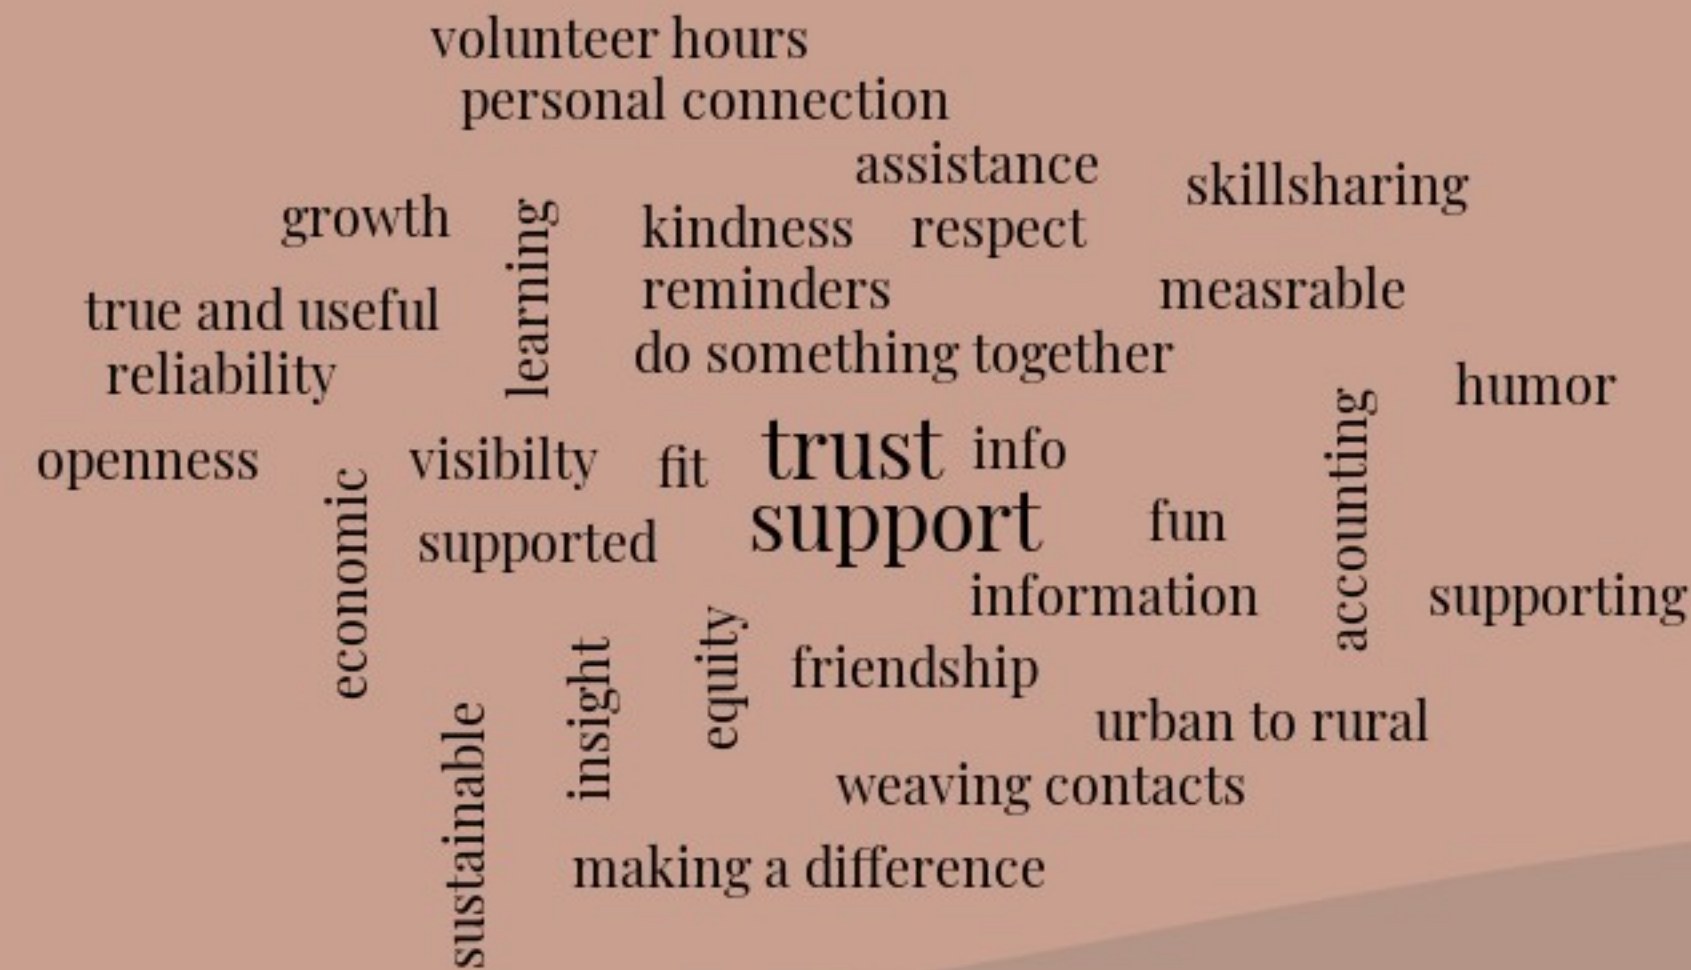 volunteer hours
personal connection
assistance
skillsharing
growth
learning
kindness
respect
true and useful
reminders
measrable
reliability
do something together
humor
openness
visibilty
fit
trust
info
accounting
economic
supported
support
fun
information
supporting
insight
equity
friendship
sustainable
urban to rural
weaving contacts
making a difference